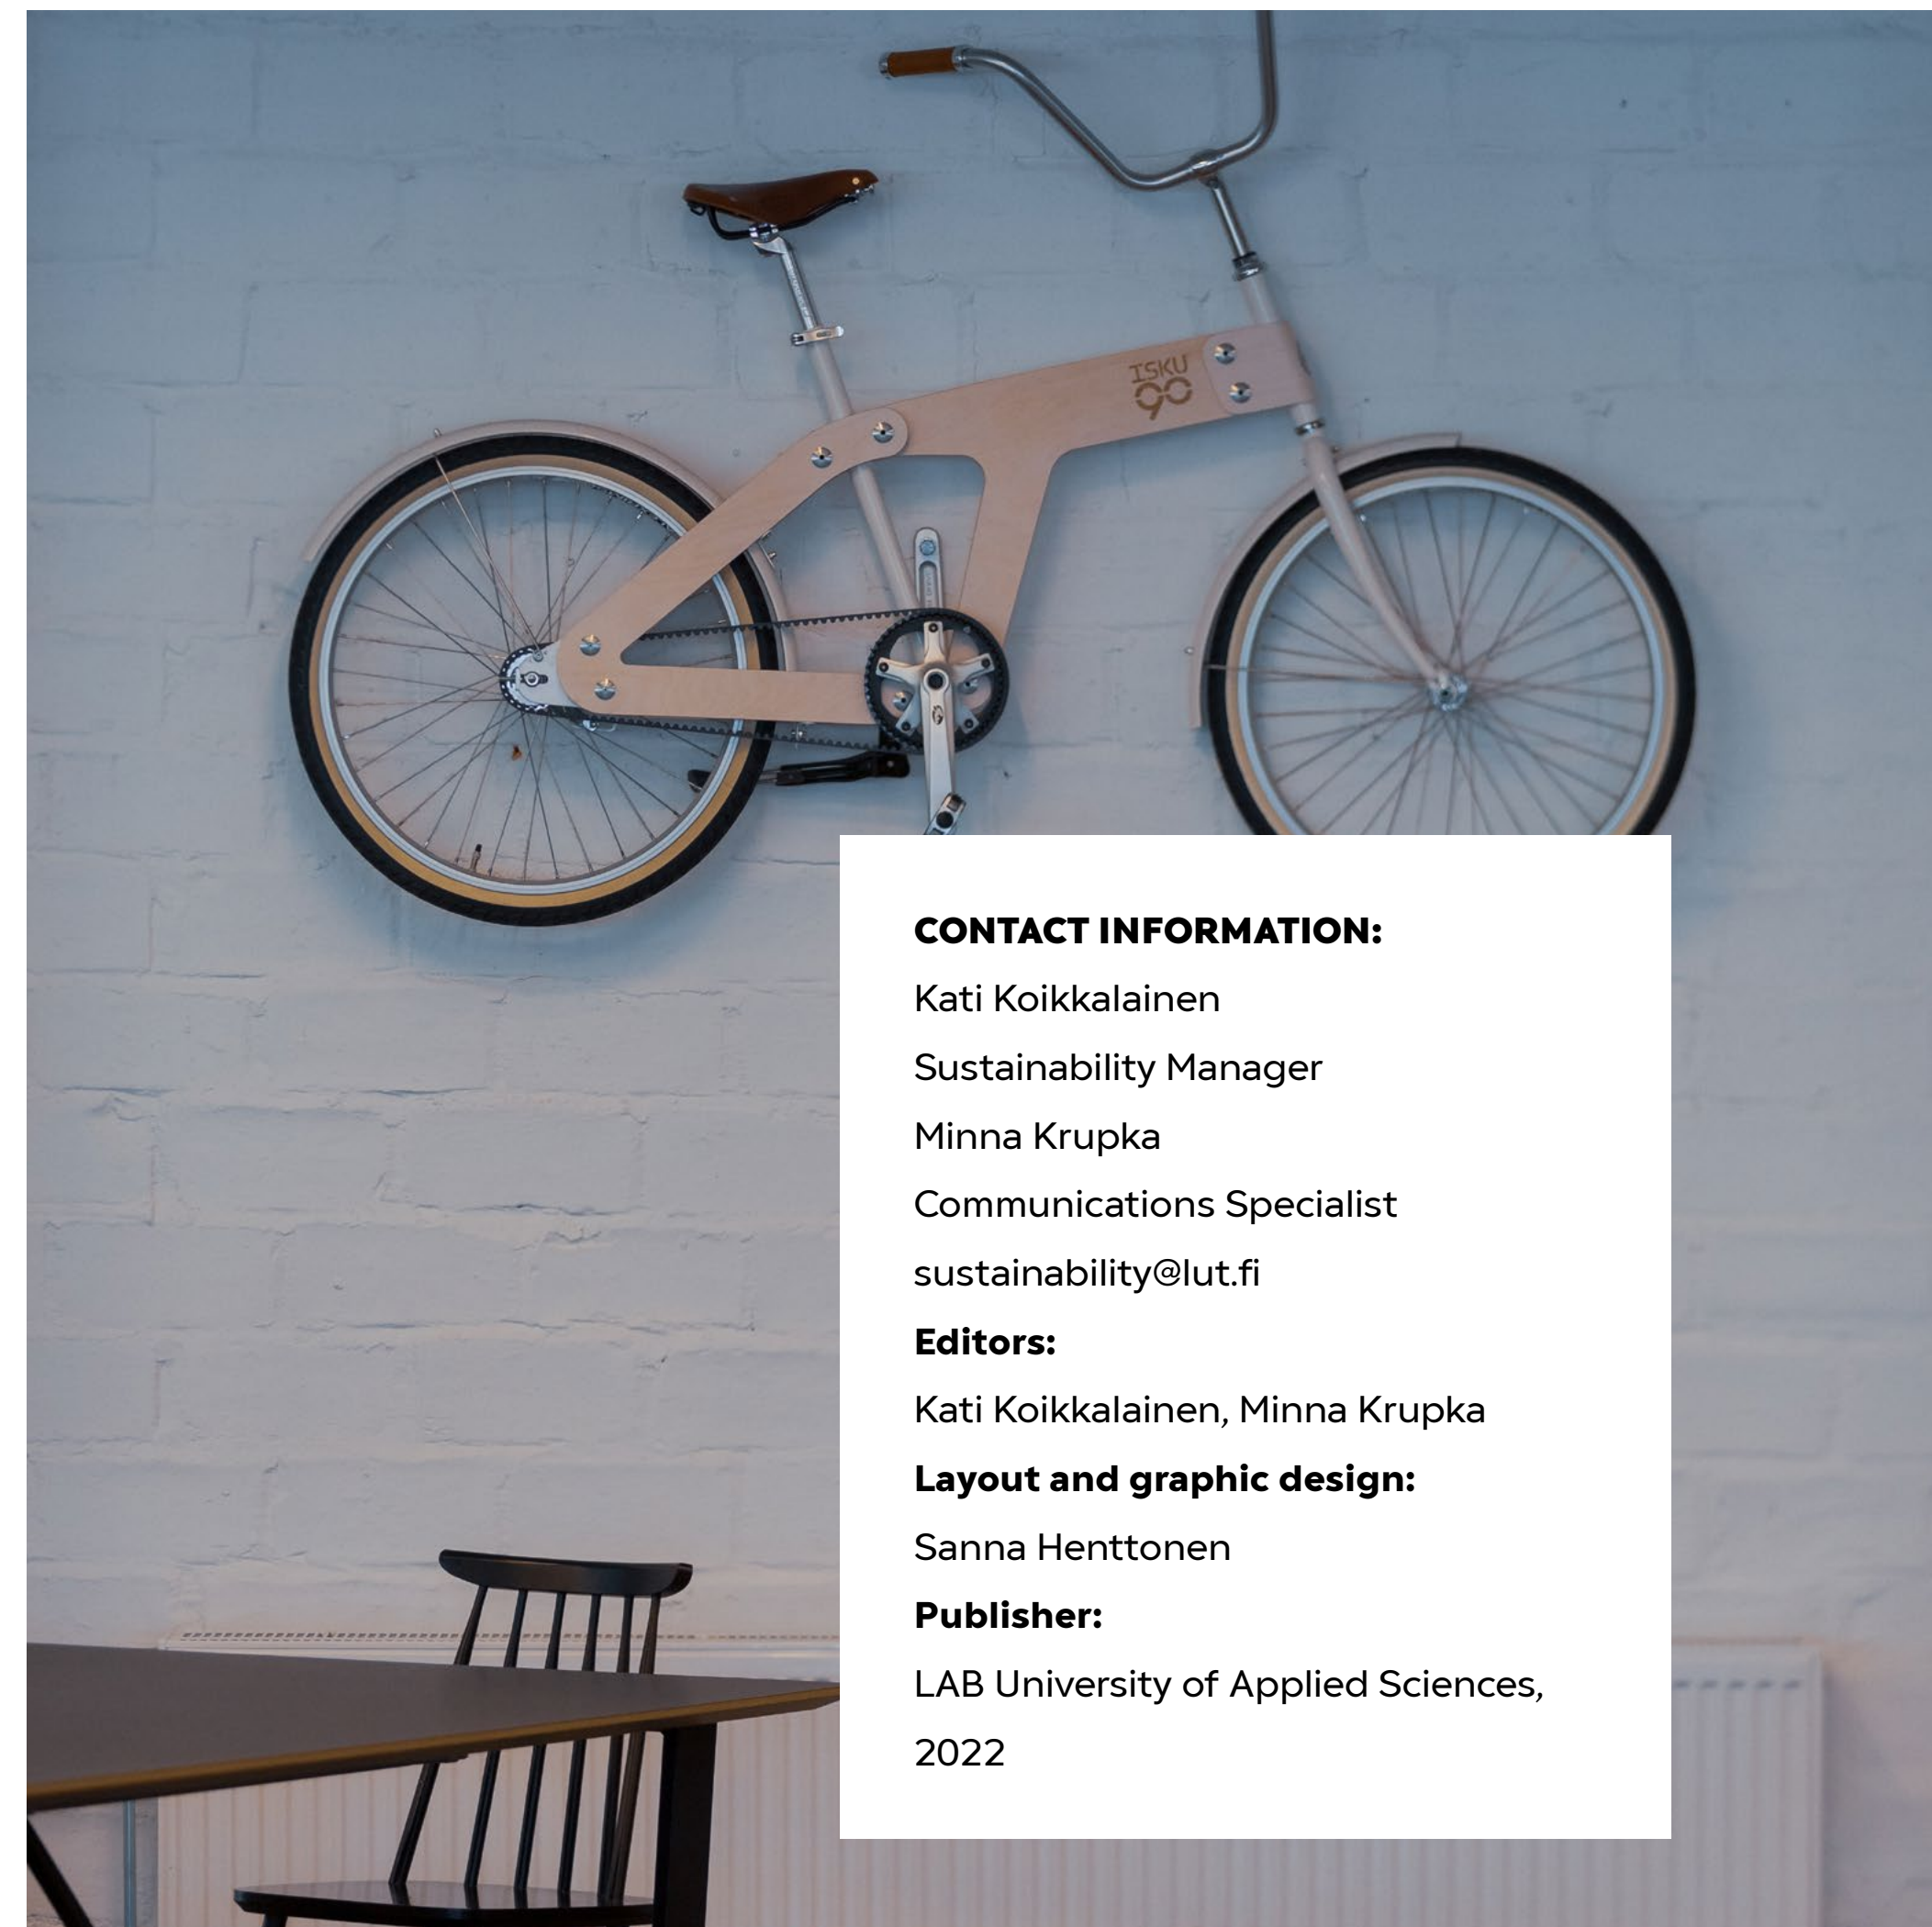 ISKU
90
CONTACT INFORMATION:
Kati Koikkalainen
Sustainability Manager
Minna Krupka
Communications Specialist
sustainability@lut.fi
Editors:
Kati Koikkalainen, Minna Krupka
Layout and graphic design:
Sanna Henttonen
Publisher:
LAB University of Applied Sciences,
2022